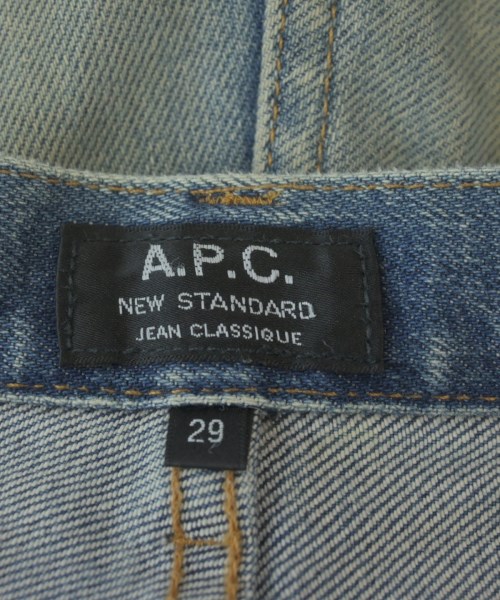 A.P.C.
NEW STANDARD
JEAN CLASSIQUE
29